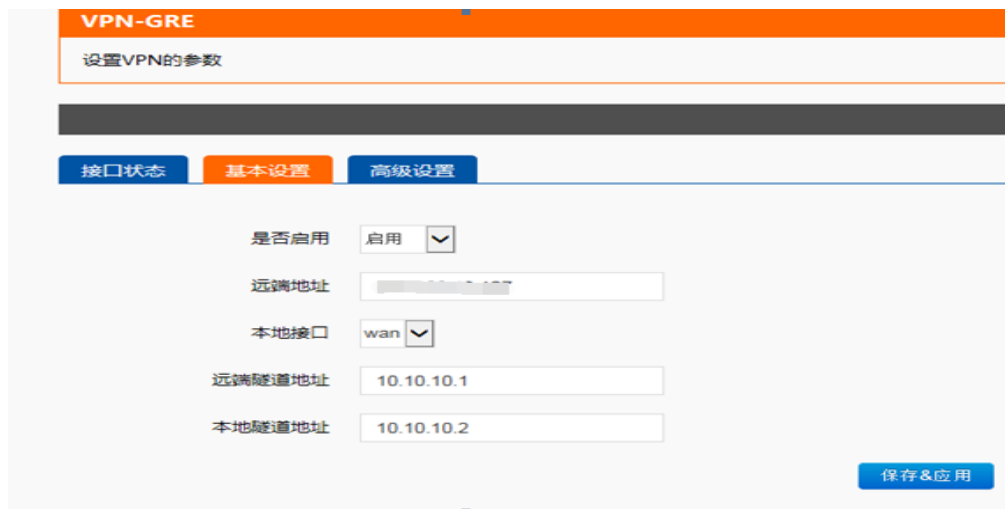 VPN-GRE
设置VPN的参数
接口状态 基本设置 高级设置
是否启用 启用
远端地址
本地接口 wan
远端隧道地址 10.10.10.1
本地隧道地址 10.10.10.2
保存&应用